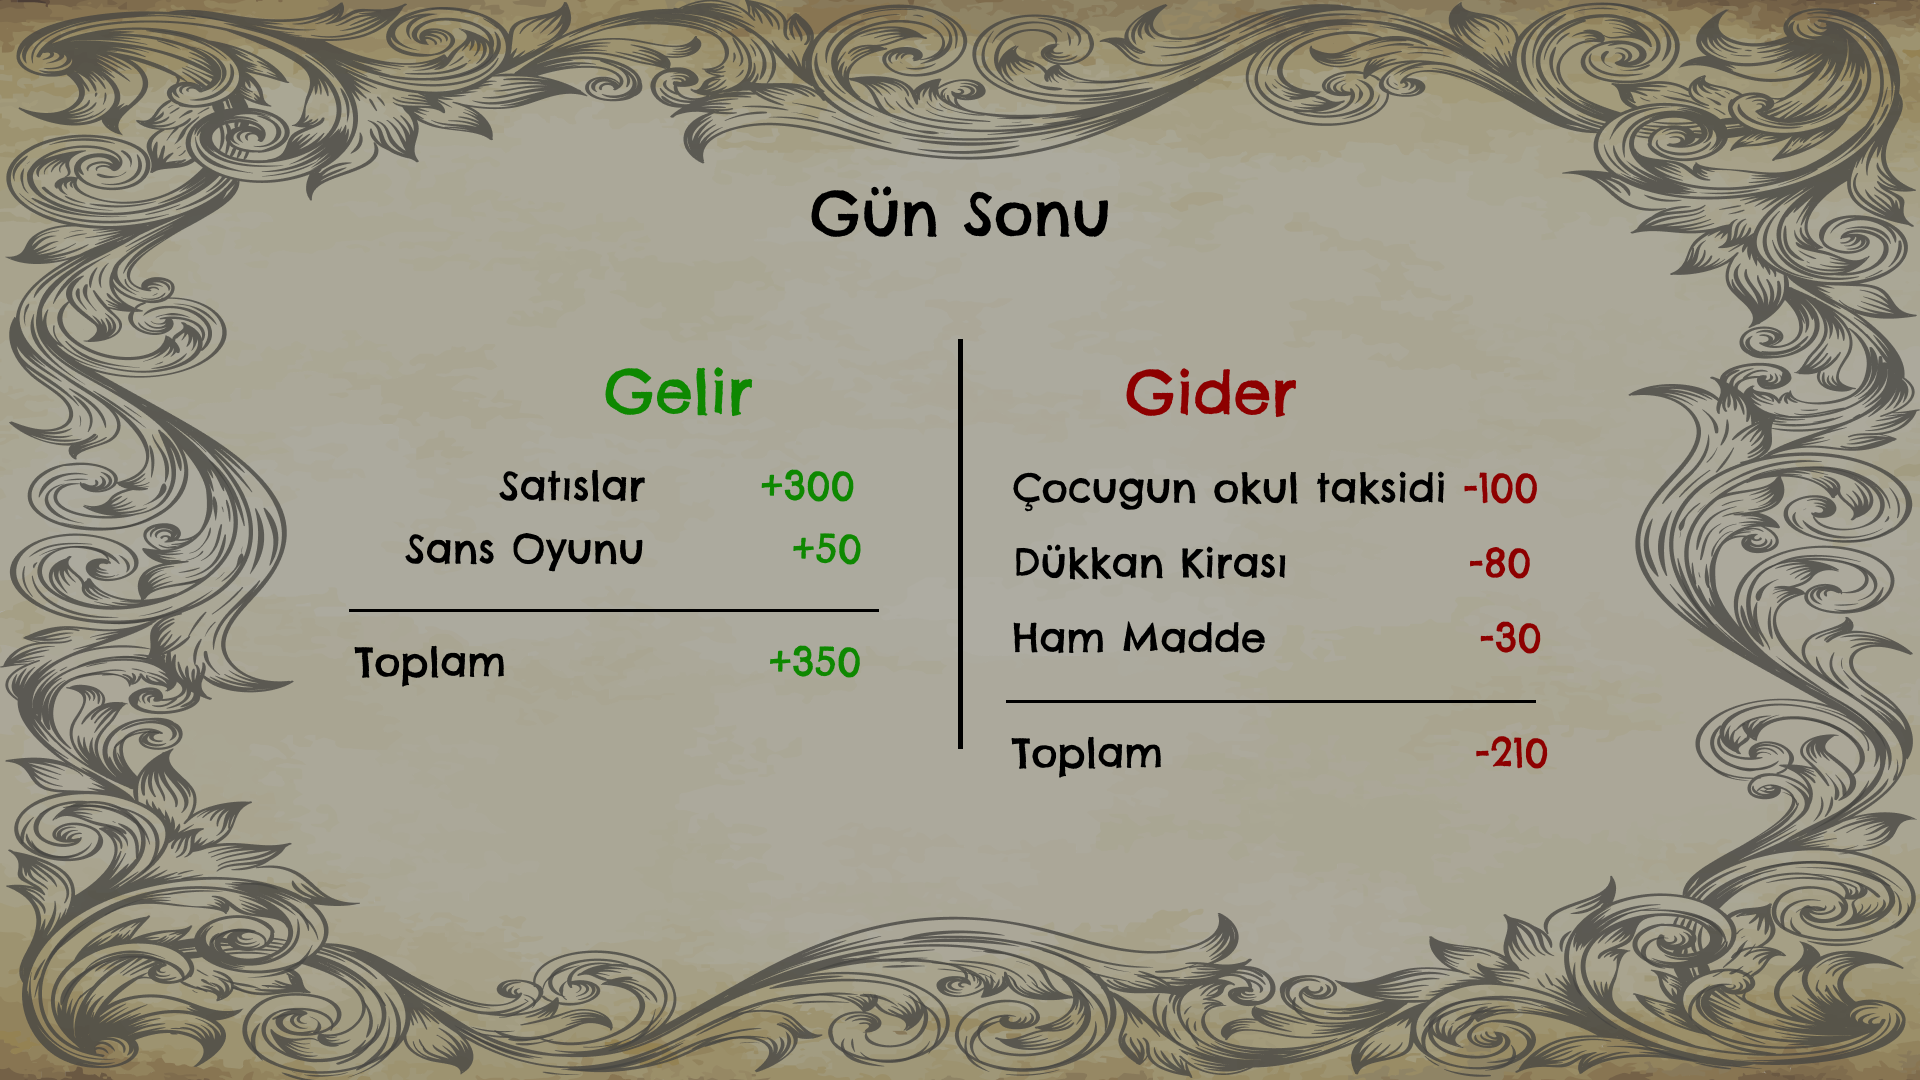 Gün Sonu
Gelir
Satıslar +300
Sans Oyunu +50
Toplam +350
Gider
Çocugun okul taksidi -100
Dükkan Kirası -80
Ham Madde -30
Toplam -210